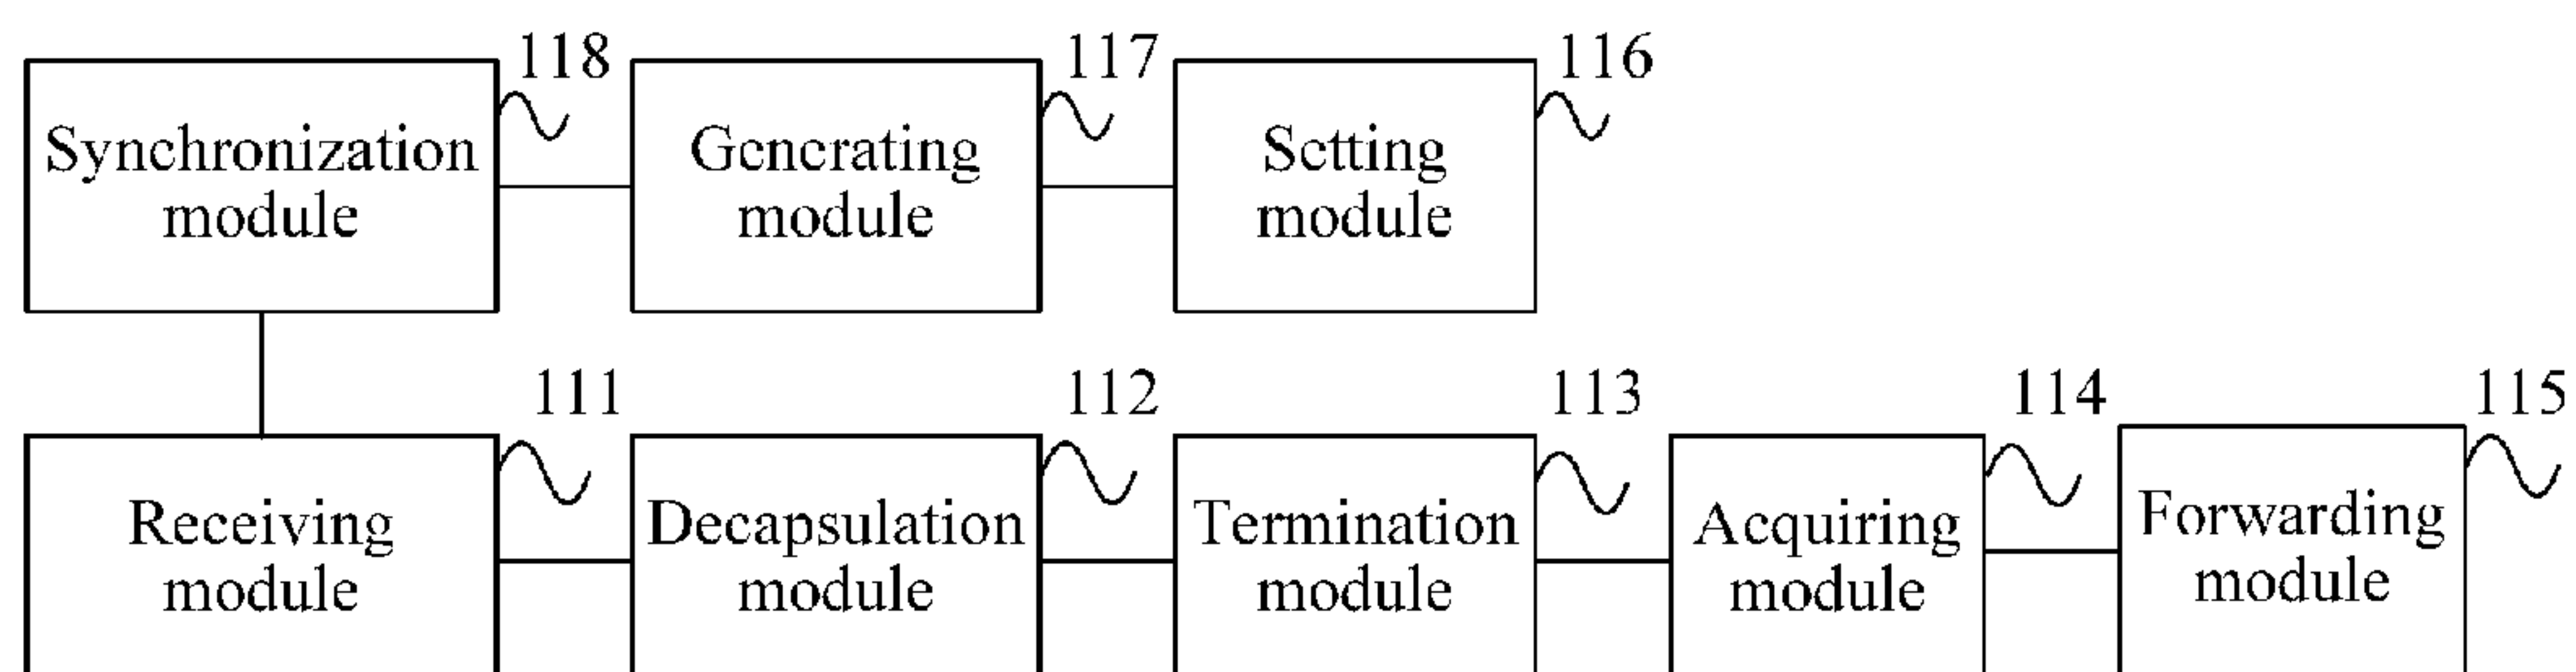 118
117
116
Synchronization
module
Generating
module
Setting
module
111
112
113
114
115
Receiving
module
Decapsulation
module
Termination
module
Acquiring
module
Forwarding
module